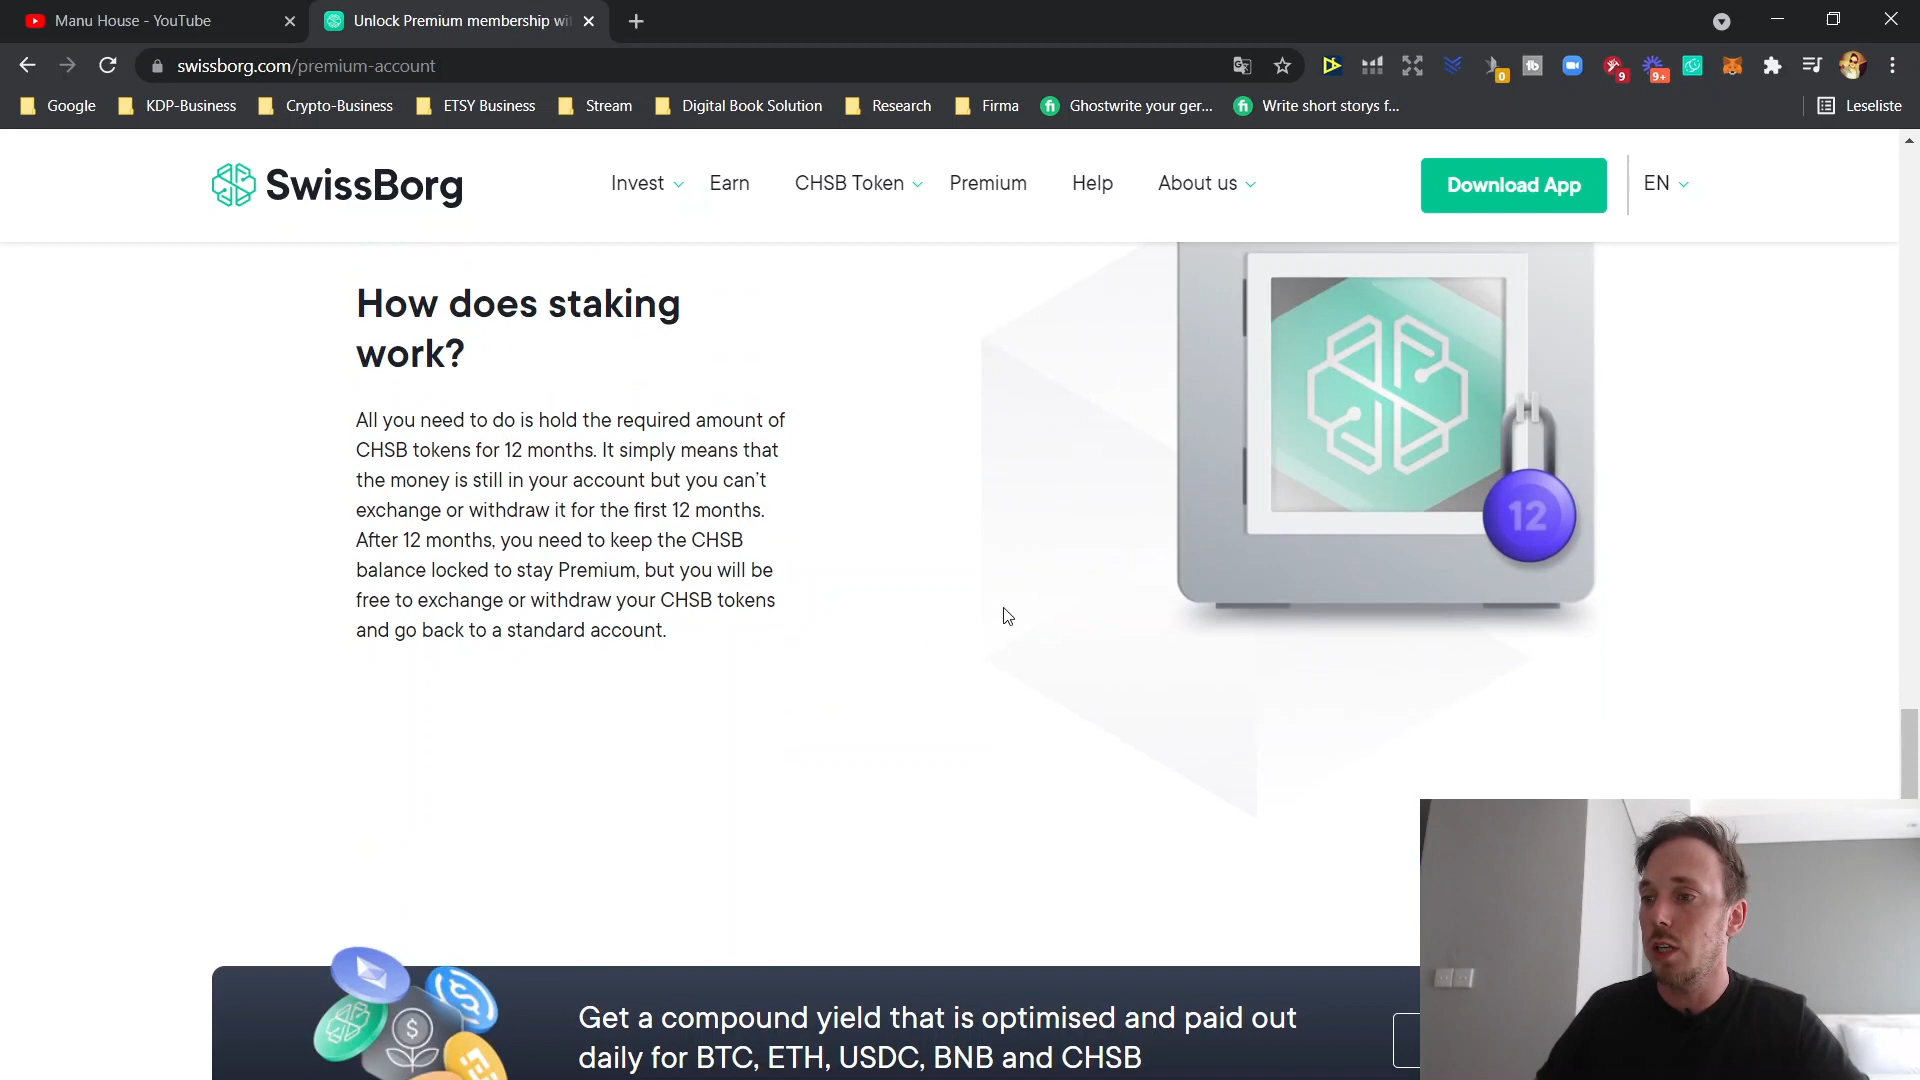 Manu House - YouTube
Unlock Premium membership wi
swissborg.com/premium-account
0
tb
9
9+
Google
KDP-Business
Crypto-Business
ETSY Business
Stream
Digital Book Solution
Research
Firma
Ghostwrite your ger...
Write short storys f...
Leseliste
SwissBorg
Invest
Earn
CHSB Token
Premium
Help
About us
Download App
EN
How does staking
work?
All you need to do is hold the required amount of
CHSB tokens for 12 months. It simply means that
the money is still in your account but you can't
exchange or withdraw it for the first 12 months.
After 12 months, you need to keep the CHSB
balance locked to stay Premium, but you will be
free to exchange or withdraw your CHSB tokens
and go back to a standard account.
12
Get a compound yield that is optimised and paid out
daily for BTC, ETH, USDC, BNB and CHSB